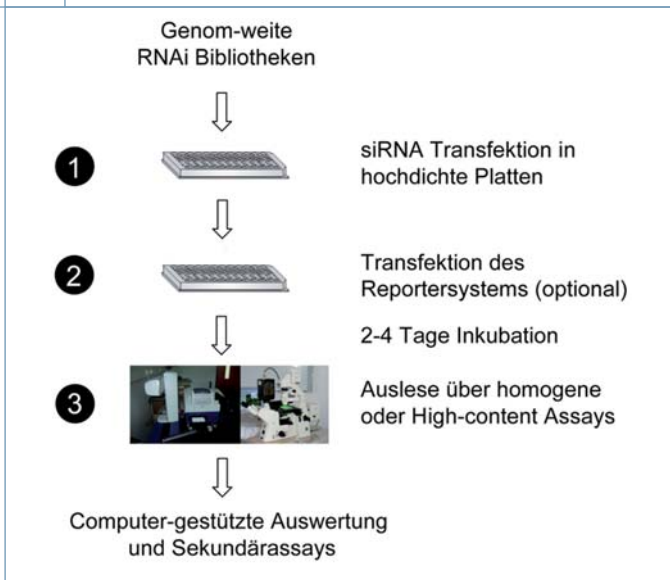 Genom-weite
RNAi Bibliotheken
1
siRNA Transfektion in
hochdichte Platten
2
Transfektion des
Reportersystems (optional)
2-4 Tage Inkubation
3
Auslese über homogene
oder High-content Assays
Computer-gestützte Auswertung
und Sekundärassays